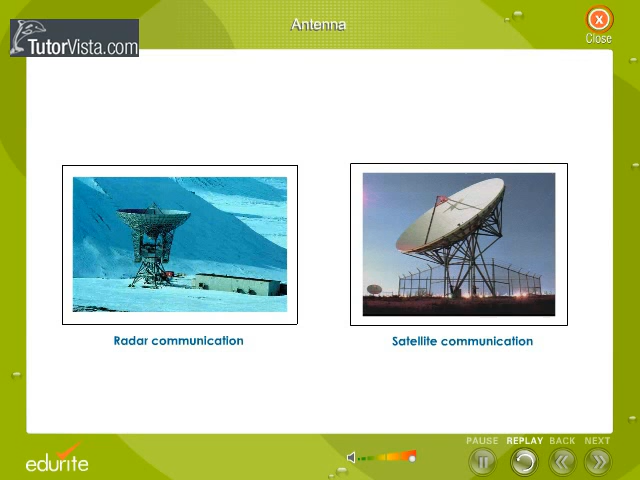 Antenna
TutorVista.com
Close
Radar communication
Satellite communication
PAUSE REPLAY BACK NEXT
edurite